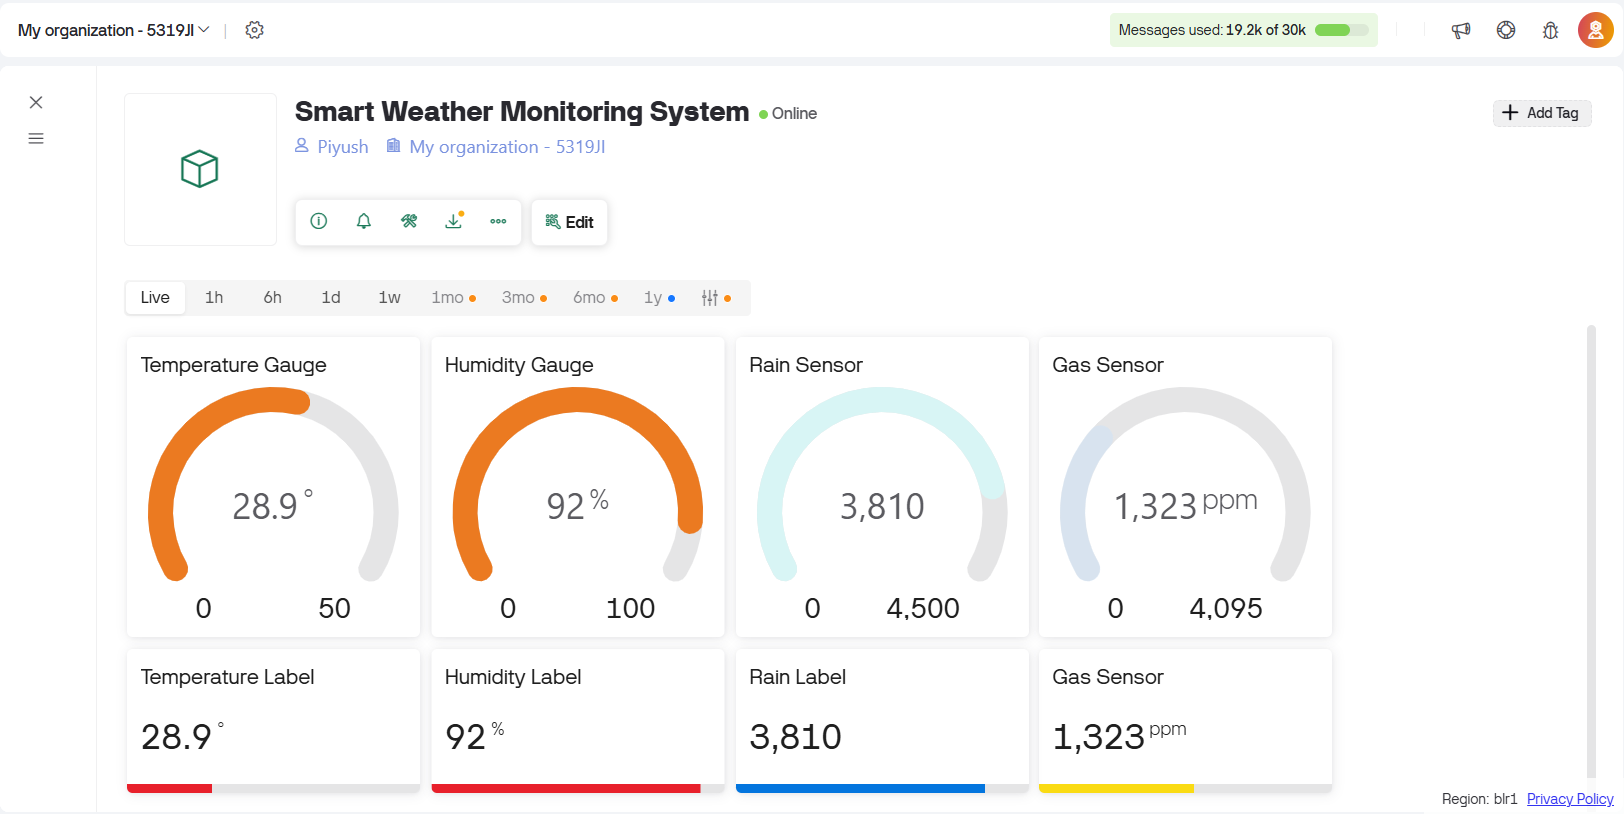 My organization - 5319JI
Messages used: 19.2k of 30k
Smart Weather Monitoring System
Online
Add Tag
Piyush
My organization - 5319JI
Edit
Live 1h 6h 1d 1w 1mo 3mo 6mo 1y
Temperature Gauge
28.9 °
0 50
Humidity Gauge
92 %
0 100
Rain Sensor
3,810
0 4,500
Gas Sensor
1,323 ppm
0 4,095
Temperature Label
28.9 °
Humidity Label
92 %
Rain Label
3,810
Gas Sensor
1,323 ppm
Region: blr1 Privacy Policy